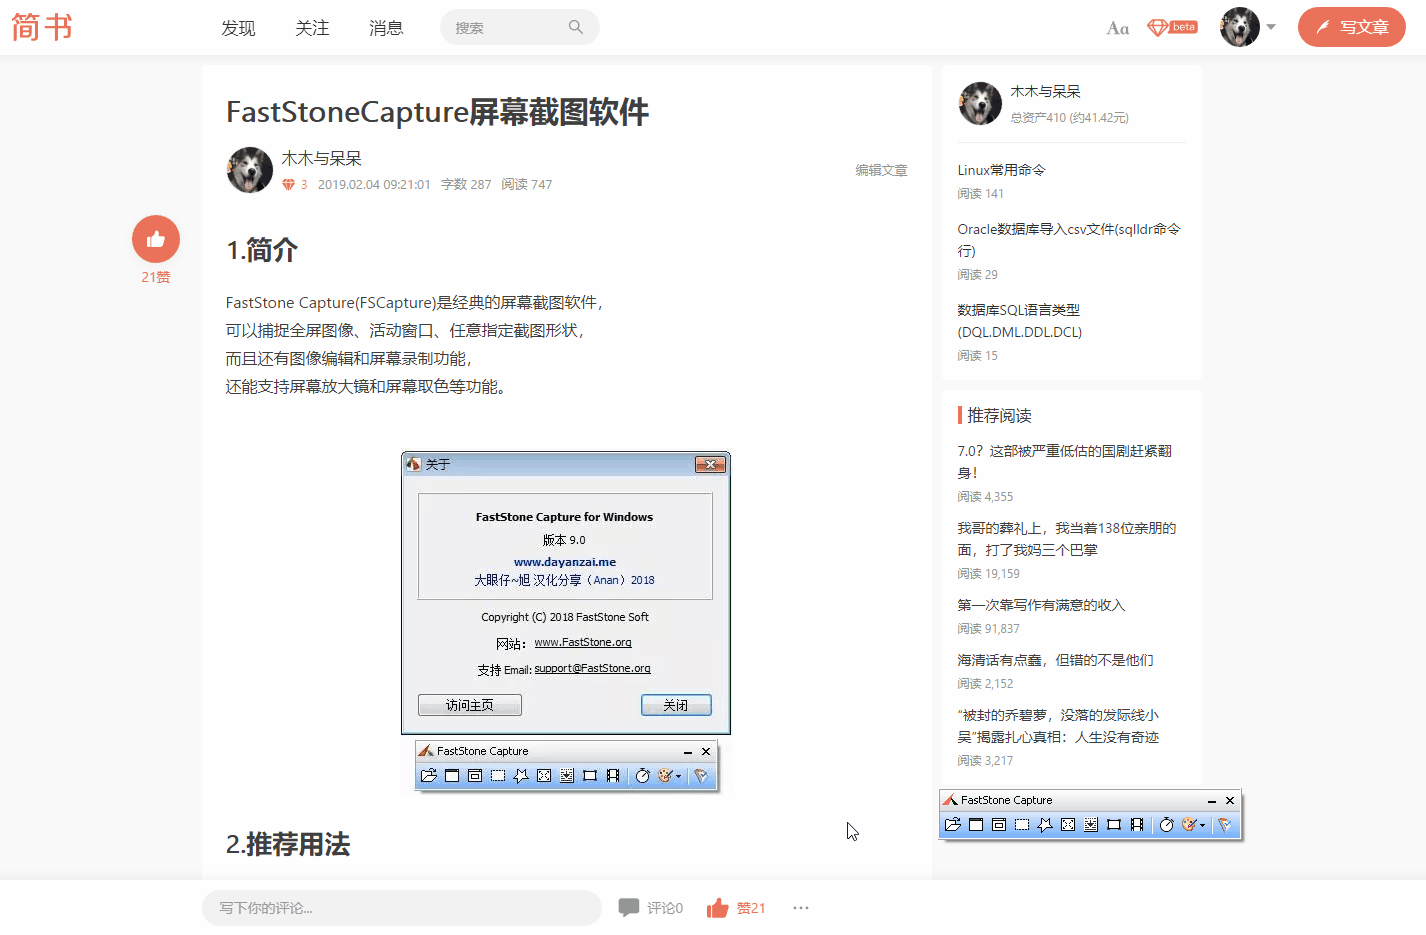 简书
发现
关注
消息
搜索
Aa
beta
写文章
FastStoneCapture屏幕截图软件
木木与呆呆
3 2019.02.04 09:21:01 字数 287 阅读 747
编辑文章
21赞
1.简介
FastStone Capture(FSCapture)是经典的屏幕截图软件，
可以捕捉全屏图像、活动窗口、任意指定截图形状，
而且还有图像编辑和屏幕录制功能，
还能支持屏幕放大镜和屏幕取色等功能。
关于
FastStone Capture for Windows
版本 9.0
www.dayanzai.me
大眼仔~旭 汉化分享（Anan）2018
Copyright (C) 2018 FastStone Soft
网站： www.FastStone.org
支持 Email: support@FastStone.org
访问主页
关闭
FastStone Capture
2.推荐用法
木木与呆呆
总资产410 (约41.42元)
Linux常用命令
阅读 141
Oracle数据库导入csv文件(sqlldr命令
行)
阅读 29
数据库SQL语言类型
(DQL.DML.DDL.DCL)
阅读 15
推荐阅读
7.0？这部被严重低估的国剧赶紧翻
身！
阅读 4,355
我哥的葬礼上，我当着138位亲朋的
面，打了我妈三个巴掌
阅读 19,159
第一次靠写作有满意的收入
阅读 91,837
海清话有点蠢，但错的不是他们
阅读 2,152
“被封的乔碧萝，没落的发际线小
吴”揭露扎心真相：人生没有奇迹
阅读 3,217
FastStone Capture
写下你的评论...
评论0
赞21